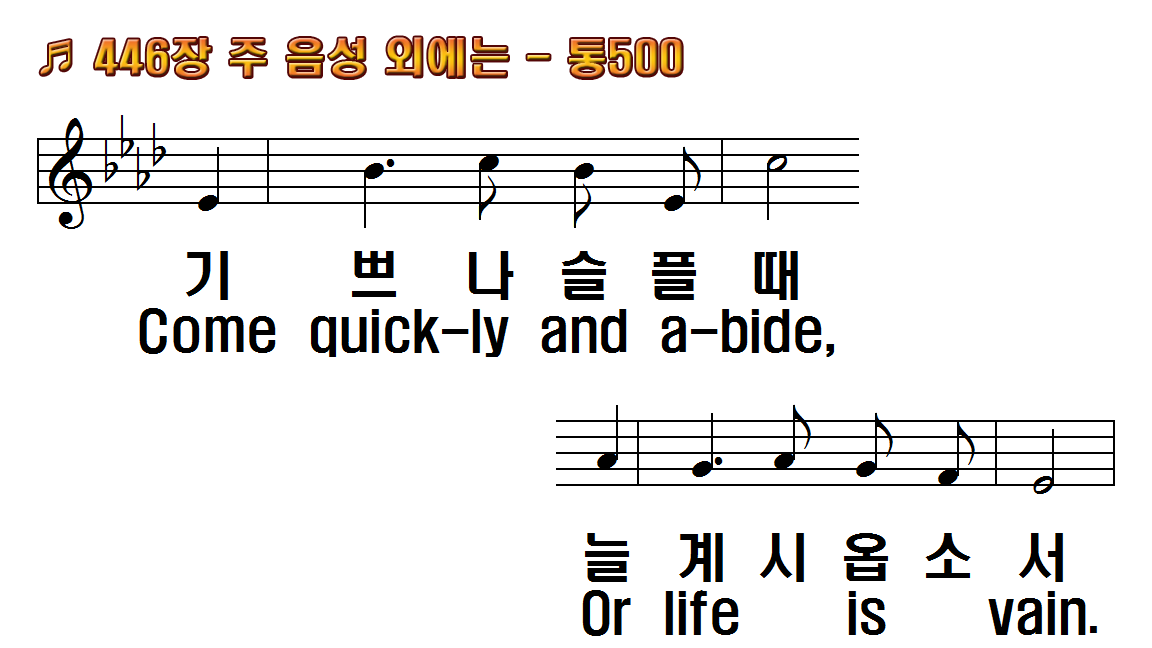 446장 주 음성 외에는 - 통500
기 쁘 나 슬 플 때
Come quick-ly and a-bide,
늘 계 시 옵 소 서
Or life is vain.